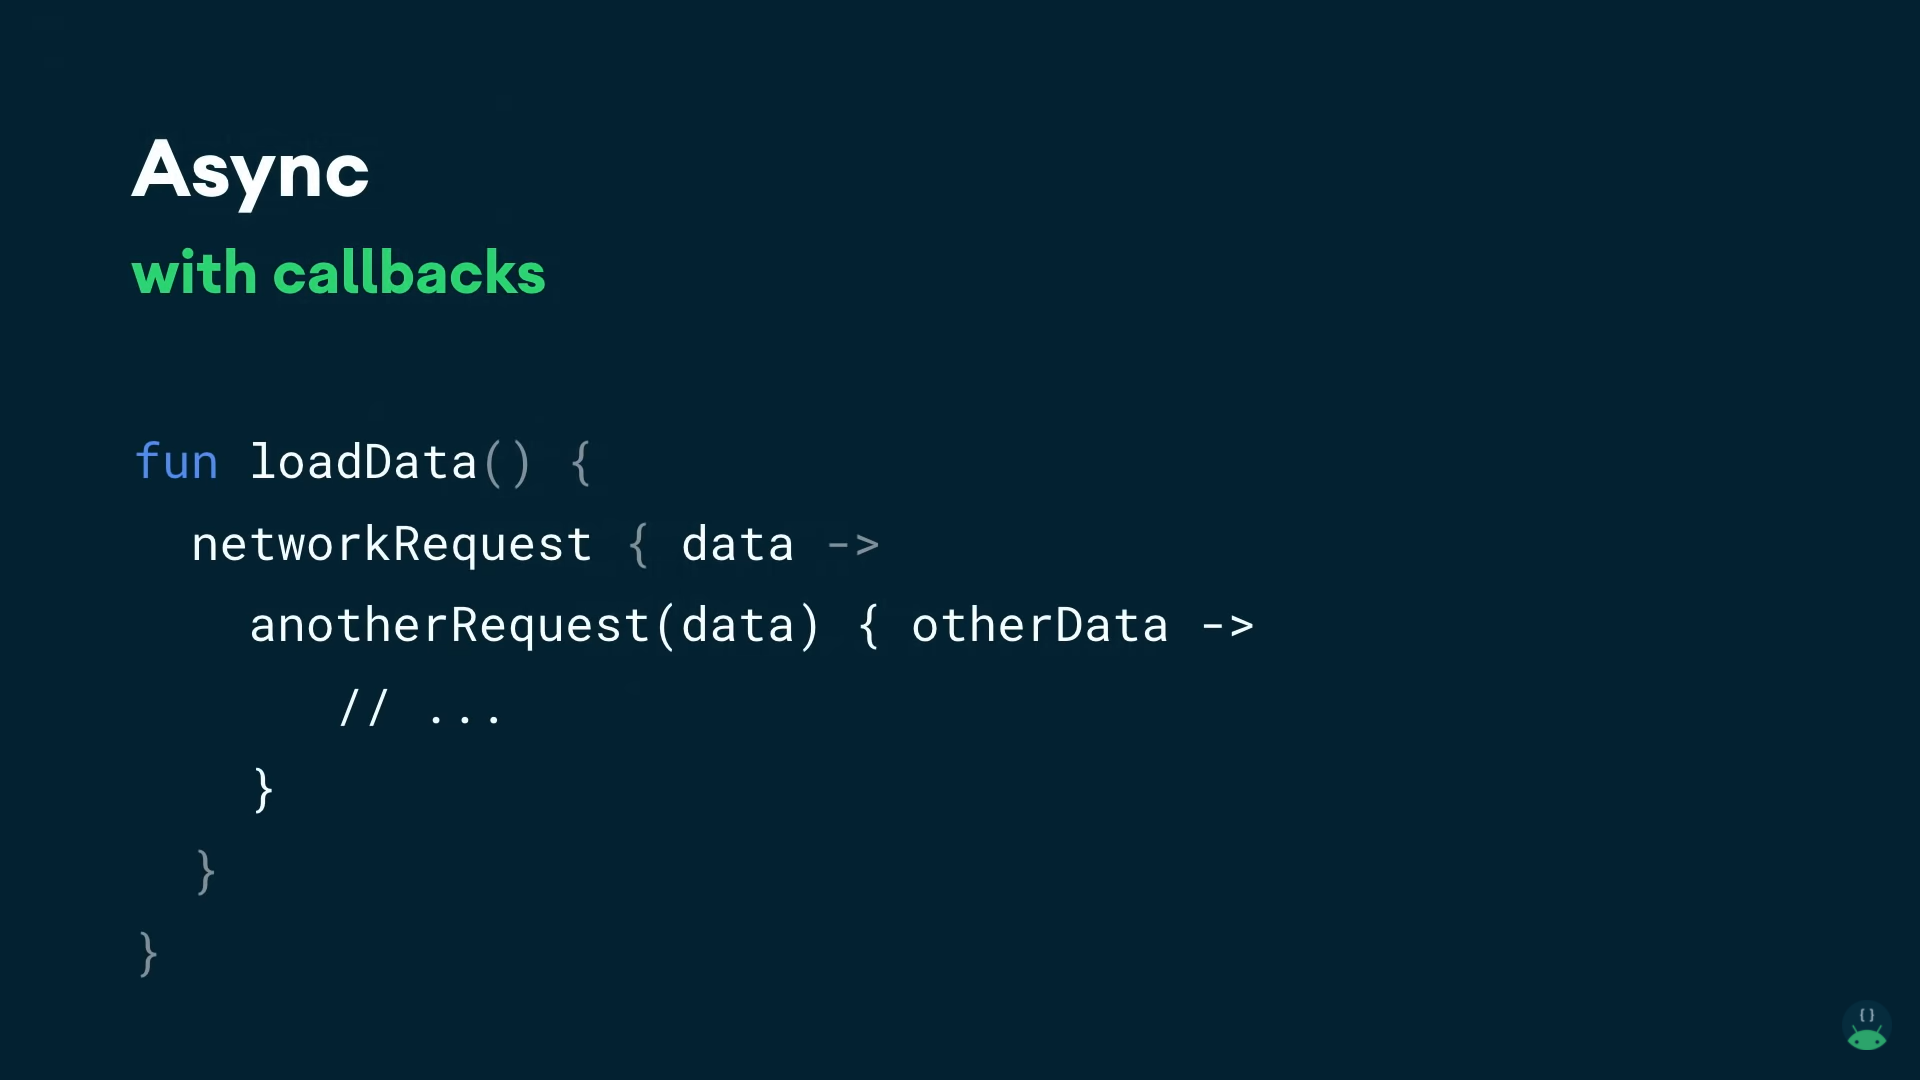 Async
with callbacks
fun loadData() {
networkRequest { data ->
anotherRequest(data) { otherData ->
// ...
}
}
}
{}